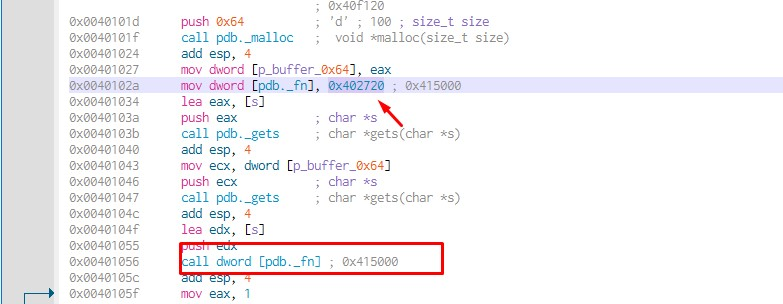 ; 0x40f120
0x0040101d push 0x64 ; 'd' ; 100 ; size_t size
0x0040101f call pdb._malloc ; void *malloc(size_t size)
0x00401024 add esp, 4
0x00401027 mov dword [p_buffer_0x64], eax
0x0040102a mov dword [pdb._fn], 0x402720 ; 0x415000
0x00401034 lea eax, [s]
0x0040103a push eax ; char *s
0x0040103b call pdb._gets ; char *gets(char *s)
0x00401040 add esp, 4
0x00401043 mov ecx, dword [p_buffer_0x64]
0x00401046 push ecx ; char *s
0x00401047 call pdb._gets ; char *gets(char *s)
0x0040104c add esp, 4
0x0040104f lea edx, [s]
0x00401055 push edx
0x00401056 call dword [pdb._fn] ; 0x415000
0x0040105c add esp, 4
0x0040105f mov eax, 1